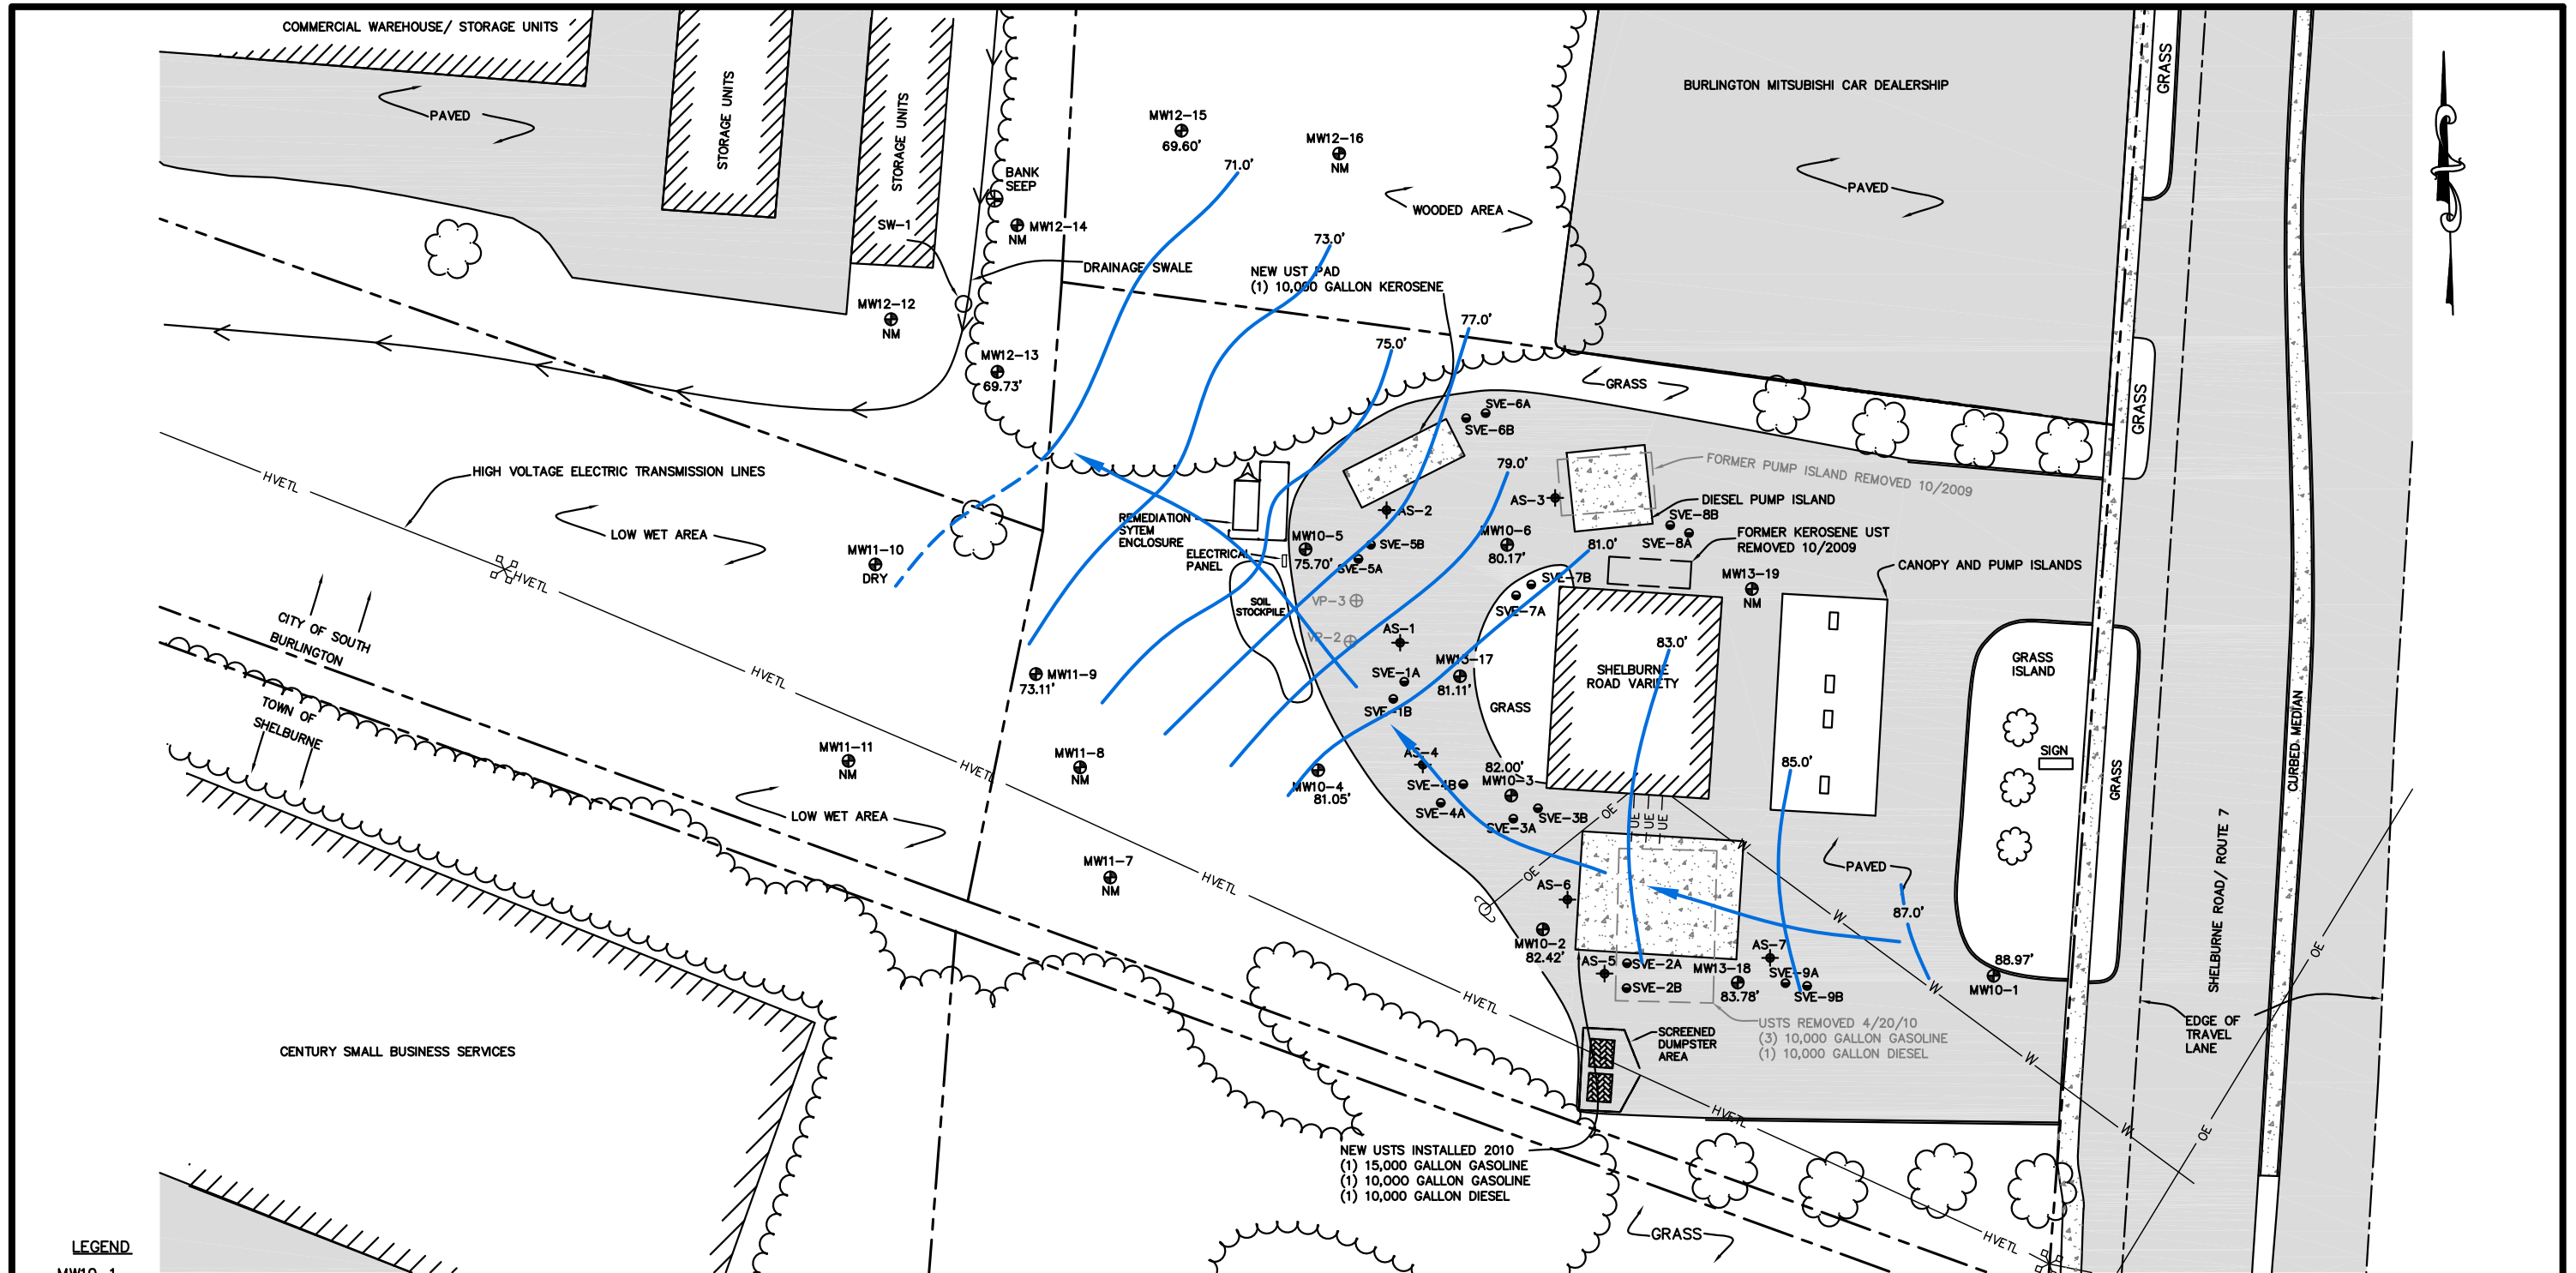 COMMERCIAL WAREHOUSE/ STORAGE UNITS
PAVED
STORAGE UNITS
STORAGE UNITS
SW-1
BANK
SEEP
MW12-14
NM
DRAINAGE SWALE
MW12-12
NM
MW12-13
69.73'
MW12-15
69.60'
MW12-16
NM
71.0'
73.0'
WOODED AREA
NEW UST PAD
(1) 10,000 GALLON KEROSENE
77.0'
75.0'
BURLINGTON MITSUBISHI CAR DEALERSHIP
PAVED
GRASS
GRASS
GRASS
SVE-6A
SVE-6B
79.0'
FORMER PUMP ISLAND REMOVED 10/2009
AS-3
DIESEL PUMP ISLAND
SVE-8B
SVE-8A
FORMER KEROSENE UST
REMOVED 10/2009
AS-2
MW10-6
80.17'
81.0'
MW13-19
NM
CANOPY AND PUMP ISLANDS
HIGH VOLTAGE ELECTRIC TRANSMISSION LINES
HVETL
LOW WET AREA
HVETL
MW11-10
DRY
REMEDIATION
SYTEM
ENCLOSURE
ELECTRICAL
PANEL
MW10-5
75.70'
SVE-5B
SVE-5A
SOIL
STOCKPILE
VP-3
VP-2
SVE-7B
SVE-7A
AS-1
CITY OF SOUTH
BURLINGTON
TOWN OF
SHELBURNE
HVETL
MW11-9
73.11'
SVE-1A
SVE-1B
MW13-17
81.11'
GRASS
83.0'
SHELBURNE
ROAD VARIETY
GRASS
ISLAND
SIGN
GRASS
CURBED MEDIAN
SHELBURNE ROAD/ ROUTE 7
MW11-11
NM
MW11-8
NM
HVETL
LOW WET AREA
MW10-4
81.05'
AS-4
SVE-4B
SVE-4A
82.00'
MW10-3
SVE-3B
SVE-3A
OE
OE
UE
UE
UE
W
85.0'
PAVED
87.0'
W
MW11-7
NM
HVETL
AS-6
MW10-2
82.42'
AS-5
SVE-2A
SVE-2B
MW13-18
83.78'
AS-7
SVE-9A
SVE-9B
W
88.97'
MW10-1
OE
HVETL
USTS REMOVED 4/20/10
(3) 10,000 GALLON GASOLINE
(1) 10,000 GALLON DIESEL
SCREENED
DUMPSTER
AREA
EDGE OF
TRAVEL
LANE
W
W
OE
HVETL
CENTURY SMALL BUSINESS SERVICES
NEW USTS INSTALLED 2010
(1) 15,000 GALLON GASOLINE
(1) 10,000 GALLON GASOLINE
(1) 10,000 GALLON DIESEL
GRASS
HVETL
LEGEND
MW10-1